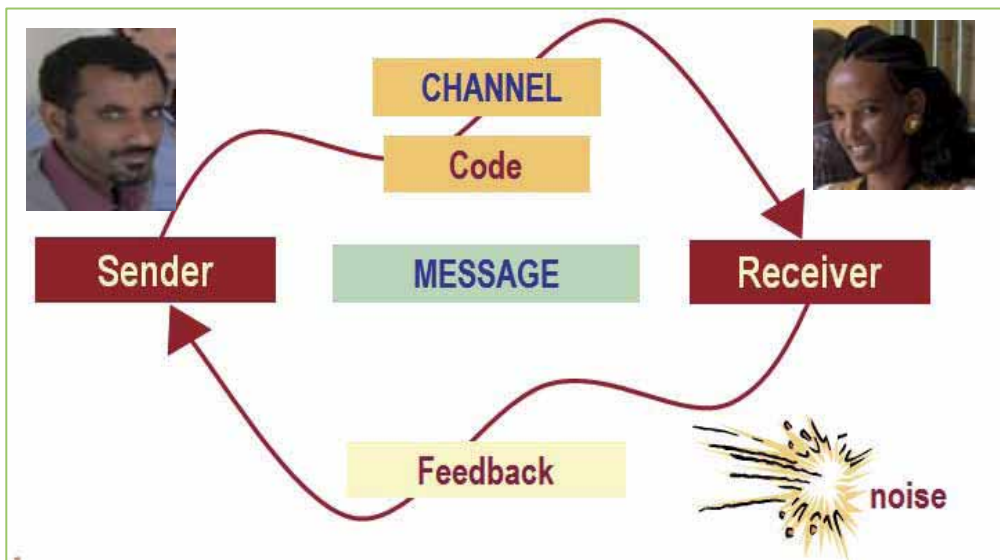 CHANNEL
Code
Sender
MESSAGE
Receiver
Feedback
noise